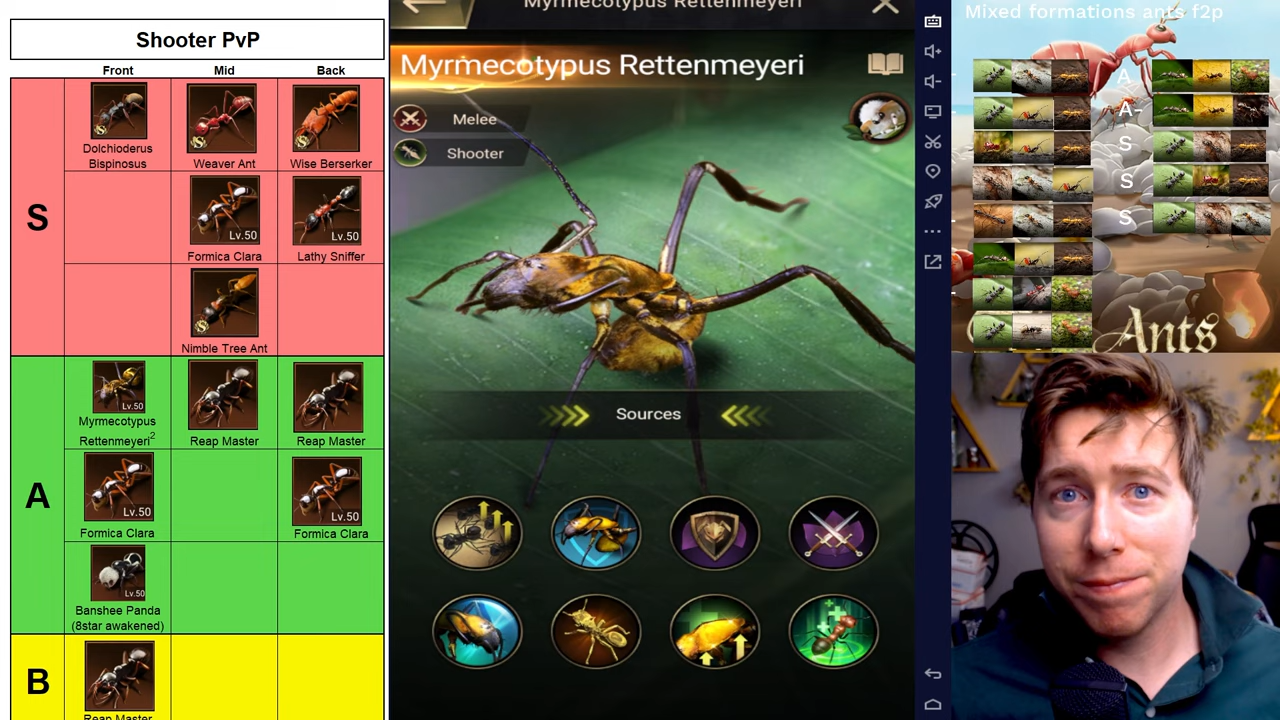 Shooter PvP
Front Mid Back
S
Dolchioderus
Bispinosus
Weaver Ant
Wise Berserker
Lv.50
Formica Clara
Lv.50
Lathy Sniffer
Nimble Tree Ant
A
Lv.50
Myrmecotypus
Rettenmeyeri2
Reap Master
Reap Master
Lv.50
Formica Clara
Lv.50
Formica Clara
Lv.50
Banshee Panda
(8star awakened)
B
Reap Master
Myrmecotypus Rettenmeyeri
Myrmecotypus Rettenmeyeri
Melee
Shooter
Sources
Mixed formations ants f2p
A
A
S
S
S
Ants